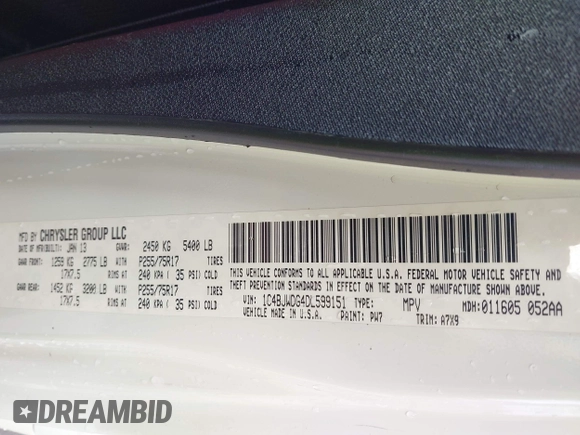 MFD BY CHRYSLER GROUP LLC
DATE OF MFR(BUILT): JAN 13 GVWR: 2450 KG 5400 LB
GAWR FRONT: 1259 KG 2775 LB P255/75R17 TIRES
17X7.5 RIMS AT 240 KPA ( 35 PSI) COLD
GAWR REAR: 1452 KF 3200 LB P255/75R17 TIRES
17X7.5 RIMS AT 240 KPA ( 35 PSI) COLD
THIS VEHICLE CONFORMS TO ALL APPLICABLE U.S.A. FEDERAL MOTOR VEHICLE SAFETY AND
THEFT PREVENTION STANDARDS IN EFFECT ON THE DATE OF MANUFACTURE SHOWN ABOVE.
VIN: 1C4BJWDG4DL599151 TYPE: MPV MDH: 011605 052AA
VEHICLE MADE IN U.S.A. PAINT: PW7 TRIM: A7X9
DREAMBID